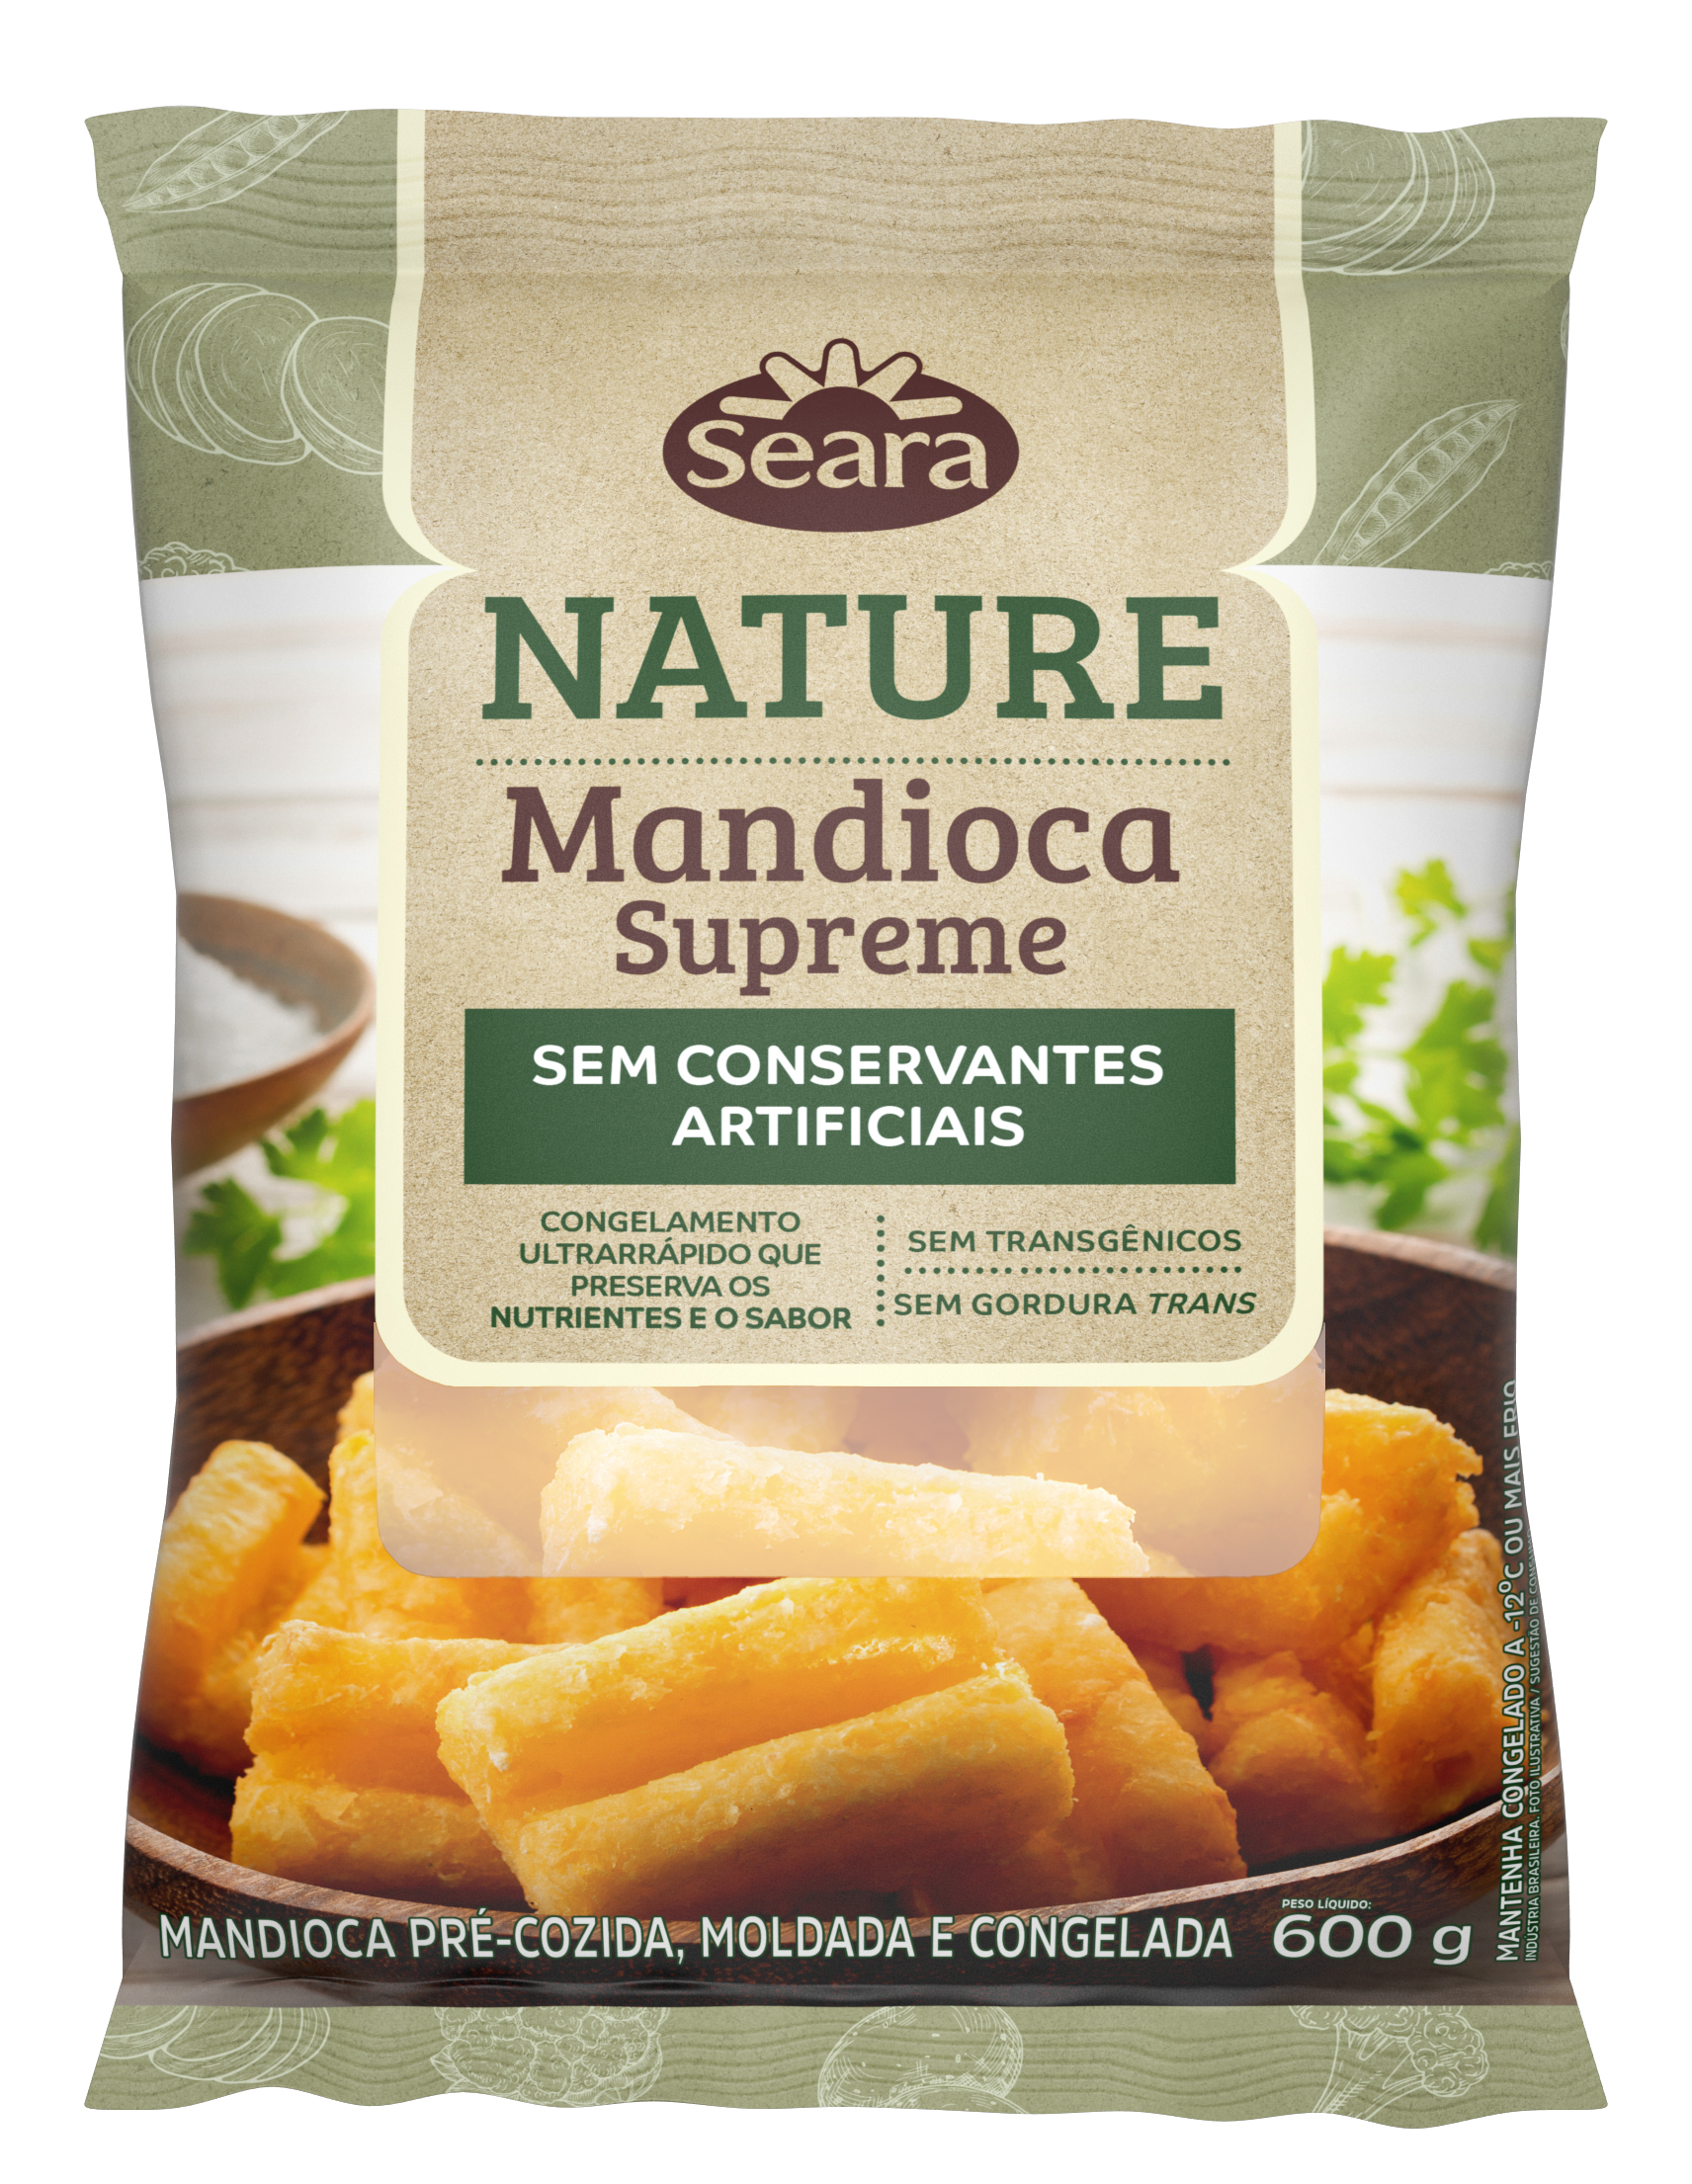 Seara
NATURE
Mandioca
Supreme
SEM CONSERVANTES
ARTIFICIAIS
CONGELAMENTO
ULTRARRÁPIDO QUE
PRESERVA OS
NUTRIENTES E O SABOR
SEM TRANSGÊNICOS
SEM GORDURA TRANS
MANDIOCA PRÉ-COZIDA, MOLDADA E CONGELADA
PESO LÍQUIDO:
600 g
MANTENHA CONGELADO A -12°C OU MAIS FRIO
INDÚSTRIA BRASILEIRA. FOTO ILUSTRATIVA / SUGESTÃO DE CONSUMO